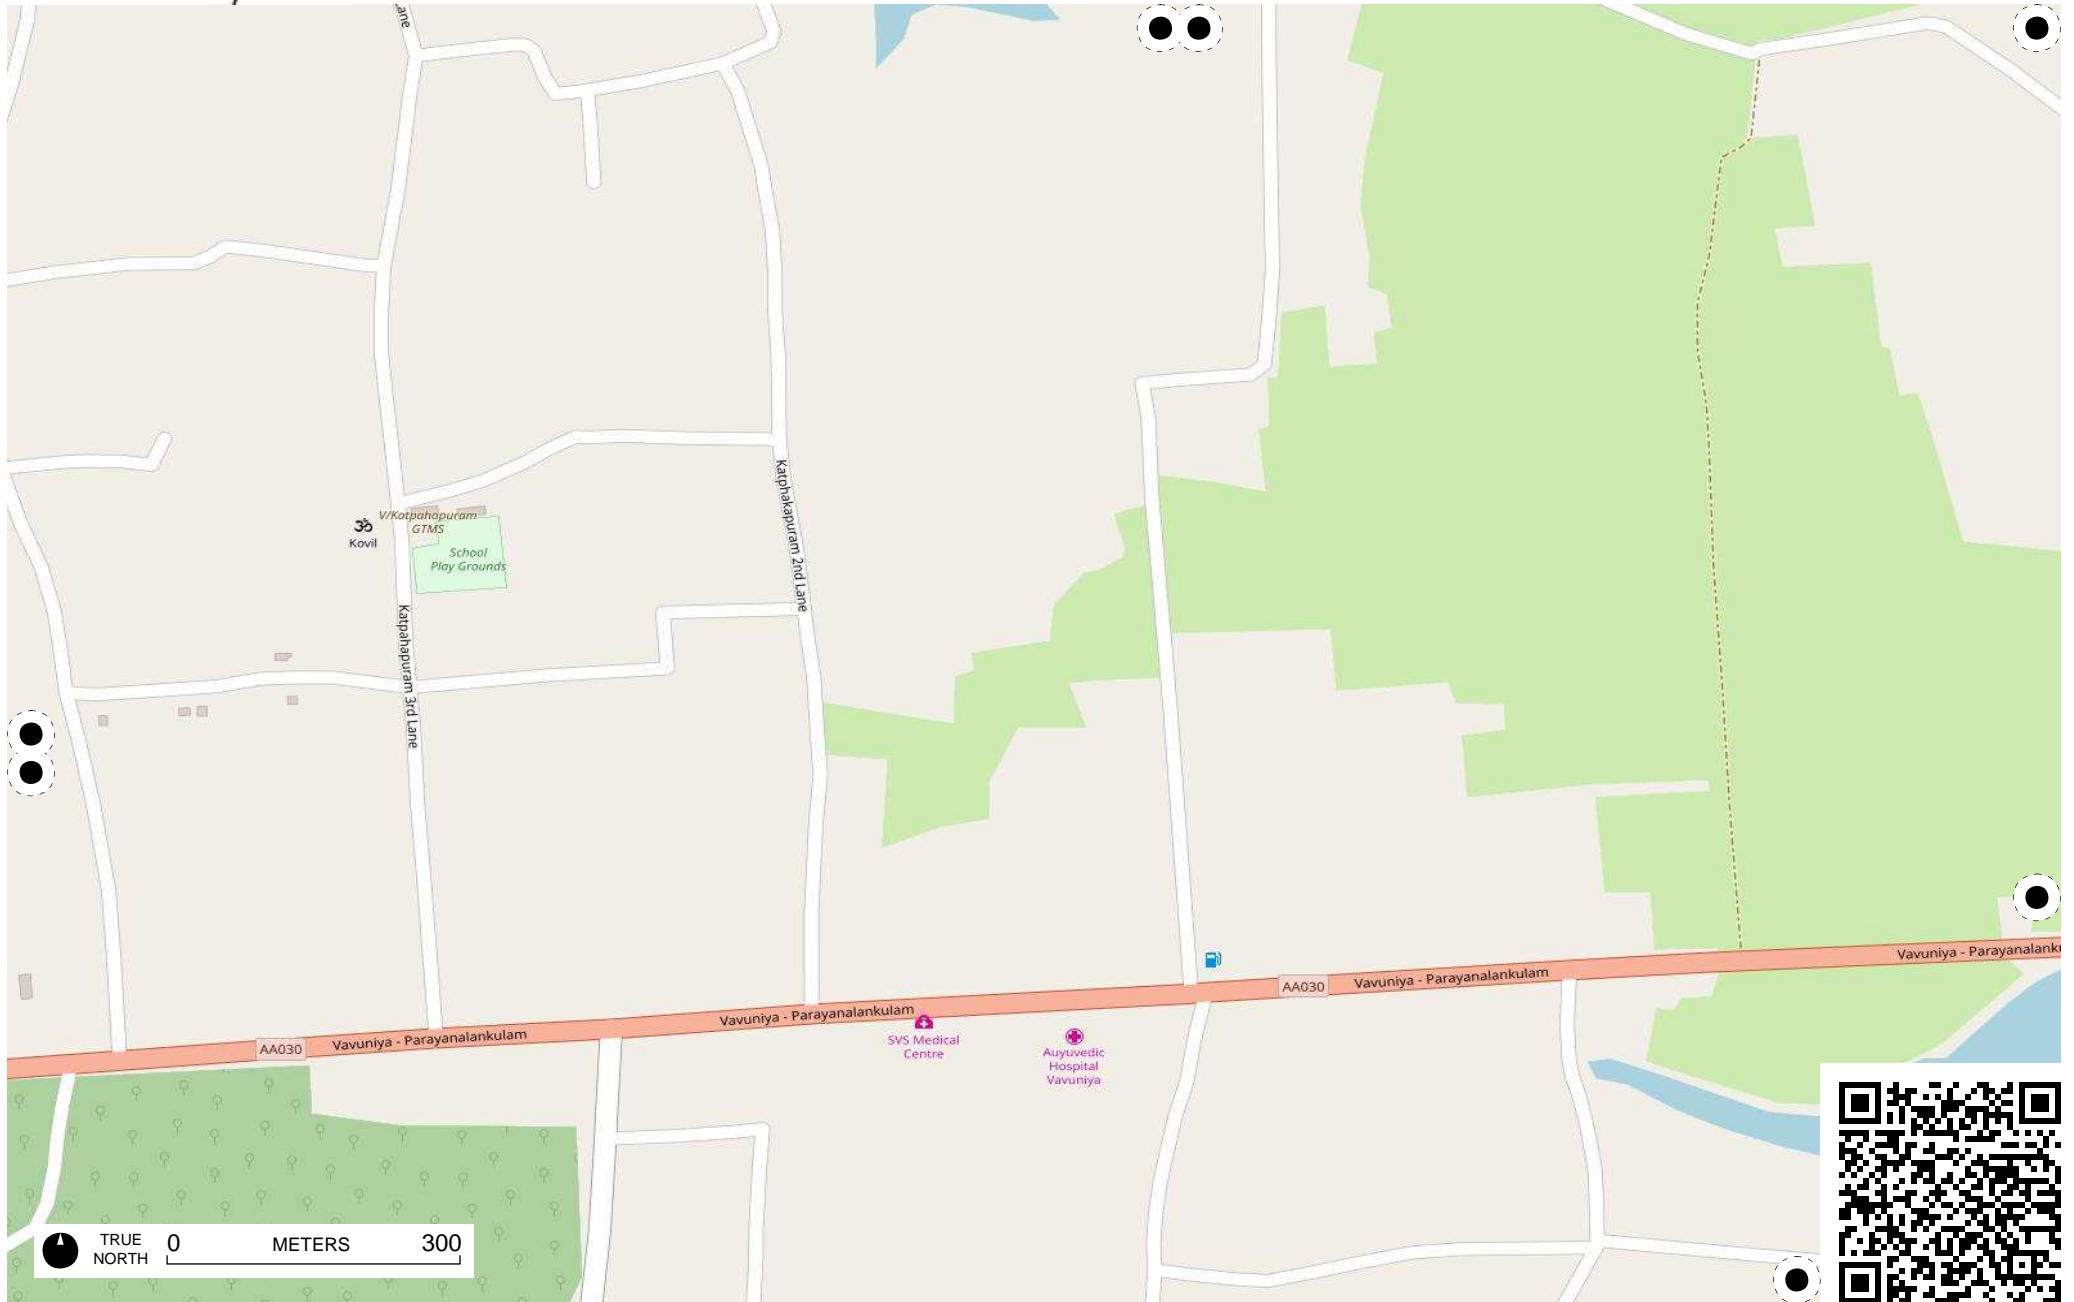 ane
Katphakapuram 2nd Lane
V/Katpahapuram
GTMS
ॐ
Kovil
School
Play Grounds
Katpahapuram 3rd Lane
Vavuniya - Parayanalanku
AA030
Vavuniya - Parayanalankulam
Vavuniya - Parayanalankulam
SVS Medical
Centre
Auyuvedic
Hospital
Vavuniya
AA030
Vavuniya - Parayanalankulam
TRUE
NORTH
0
METERS
300